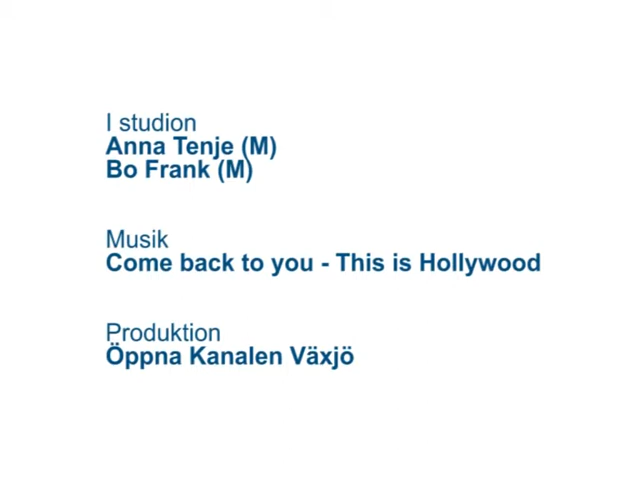 I studion
Anna Tenje (M)
Bo Frank (M)
Musik
Come back to you - This is Hollywood
Produktion
Öppna Kanalen Växjö